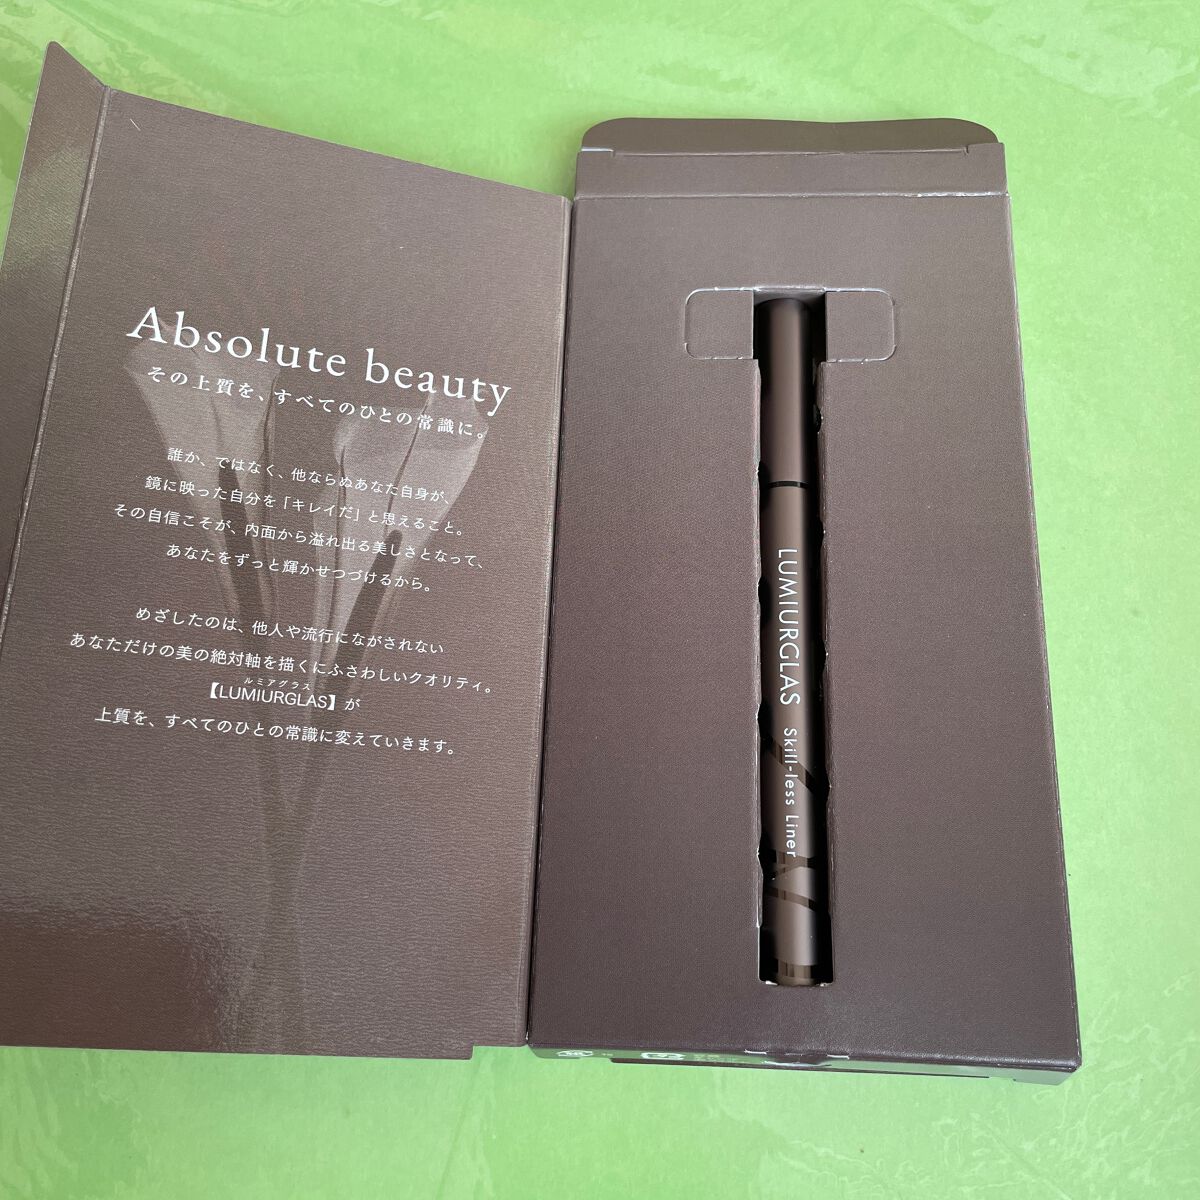 Absolute beauty
その上質を、すべてのひとの常識に。
誰か、ではなく、他ならぬあなた自身が、
鏡に映った自分を「キレイだ」と思えること。
その自信こそが、内面から溢れ出る美しさとなって、
あなたをずっと輝かせつづけるから。
めざしたのは、他人や流行にながされない
あなただけの美の絶対軸を描くにふさわしいクオリティ。
ルミアグラス
【LUMIURGLAS】が
上質を、すべてのひとの常識に変えていきます。
LUMIURGLAS Skill-less Liner